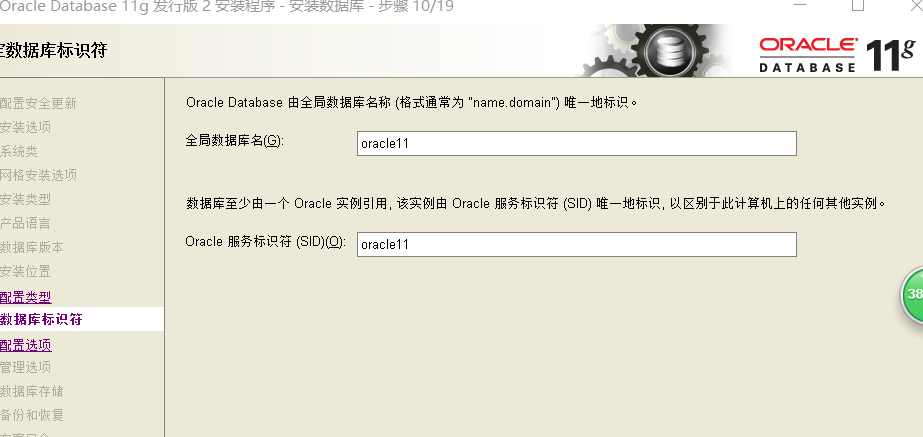 Oracle Database 11g 发行版 2 安装程序 - 安装数据库 - 步骤 10/19
定数据库标识符
ORACLE DATABASE 11g
配置安全更新
Oracle Database 由全局数据库名称 (格式通常为 "name.domain") 唯一地标识。
安装选项
全局数据库名(G):
oracle11
系统类
网格安装选项
安装类型
数据库至少由一个 Oracle 实例引用, 该实例由 Oracle 服务标识符 (SID) 唯一地标识, 以区别于此计算机上的任何其他实例。
产品语言
Oracle 服务标识符 (SID)(O):
oracle11
数据库版本
安装位置
配置类型
38
数据库标识符
配置选项
管理选项
数据库存储
备份和恢复